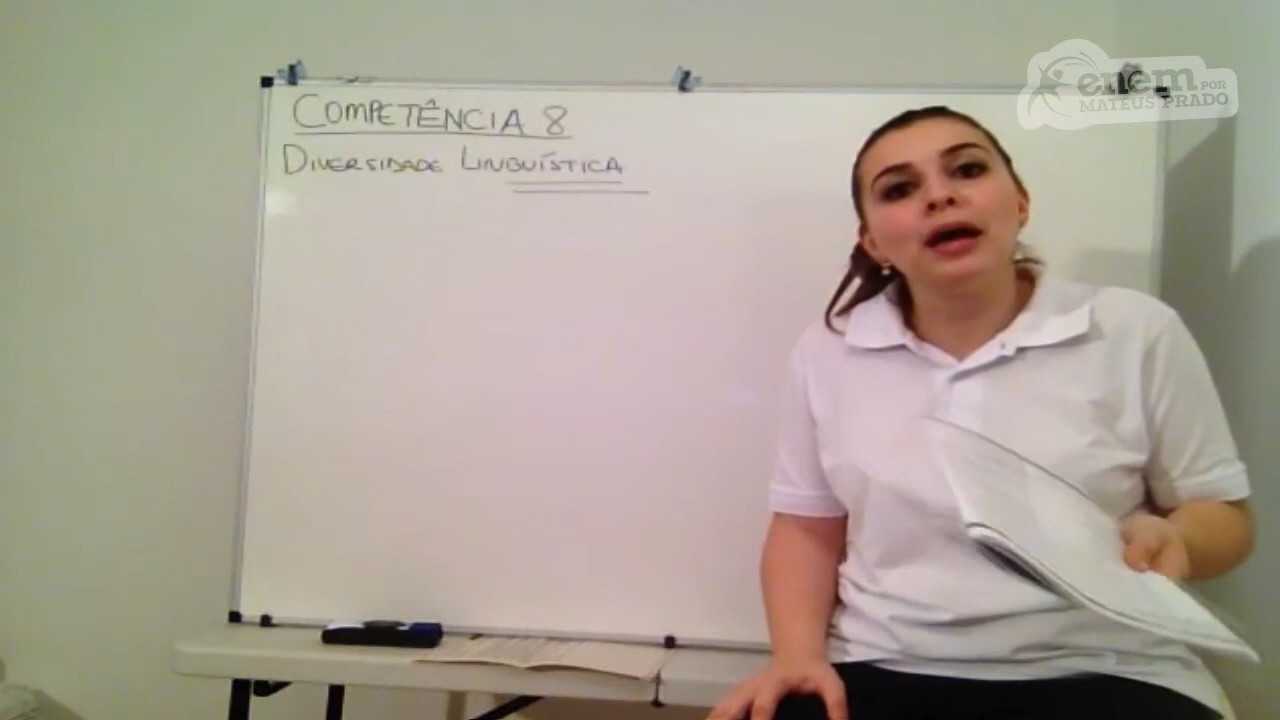 COMPETÊNCIA 8
DIVERSIDADE LINGUÍSTICA
enem POR
MATEUS PRADO